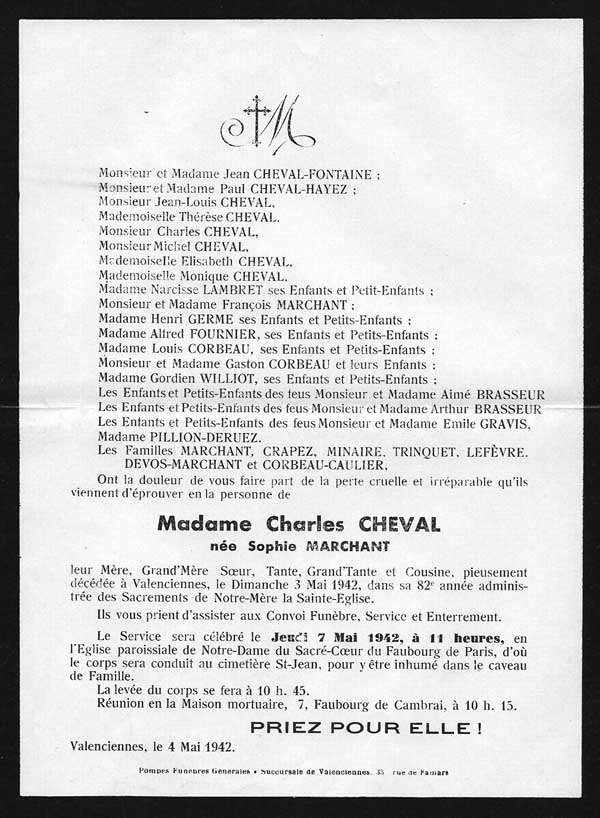 M
Monsieur et Madame Jean CHEVAL-FONTAINE ;
Monsieur et Madame Paul CHEVAL-HAYEZ ;
Monsieur Jean-Louis CHEVAL,
Mademoiselle Thérèse CHEVAL,
Monsieur Charles CHEVAL,
Monsieur Michel CHEVAL,
Mademoiselle Elisabeth CHEVAL,
Mademoiselle Monique CHEVAL,
Madame Narcisse LAMBRET ses Enfants et Petit-Enfants ;
Monsieur et Madame François MARCHANT ;
Madame Henri GERME ses Enfants et Petits-Enfants ;
Madame Alfred FOURNIER, ses Enfants et Petits-Enfants ;
Madame Louis CORBEAU, ses Enfants et Petits-Enfants ;
Monsieur et Madame Gaston CORBEAU et leurs Enfants ;
Madame Gordien WILLIOT, ses Enfants et Petits-Enfants ;
Les Enfants et Petits-Enfants des feus Monsieur et Madame Aimé BRASSEUR
Les Enfants et Petits-Enfants des feus Monsieur et Madame Arthur BRASSEUR
Les Enfants et Petits-Enfants des feus Monsieur et Madame Emile GRAVIS,
Madame PILLION-DERUEZ.
Les Familles MARCHANT, CRAPEZ, MINAIRE, TRINQUET, LEFÈVRE,
DEVOS-MARCHANT et CORBEAU-CAULIER,
Ont la douleur de vous faire part de la perte cruelle et irréparable qu'ils
viennent d'éprouver en la personne de
Madame Charles CHEVAL
née Sophie MARCHANT
leur Mère, Grand'Mère Sœur, Tante, Grand'Tante et Cousine, pieusement
décédée à Valenciennes, le Dimanche 3 Mai 1942, dans sa 82e année adminis-
trée des Sacrements de Notre-Mère la Sainte-Eglise.
Ils vous prient d'assister aux Convoi Funèbre, Service et Enterrement.
Le Service sera célébré le Jeudi 7 Mai 1942, à 11 heures, en
l'Eglise paroissiale de Notre-Dame du Sacré-Cœur du Faubourg de Paris, d'où
le corps sera conduit au cimetière St-Jean, pour y être inhumé dans le caveau
de Famille.
La levée du corps se fera à 10 h. 45.
Réunion en la Maison mortuaire, 7, Faubourg de Cambrai, à 10 h. 15.
PRIEZ POUR ELLE !
Valenciennes, le 4 Mai 1942.
Pompes Funèbres Générales • Succursale de Valenciennes, 35 rue de Famars